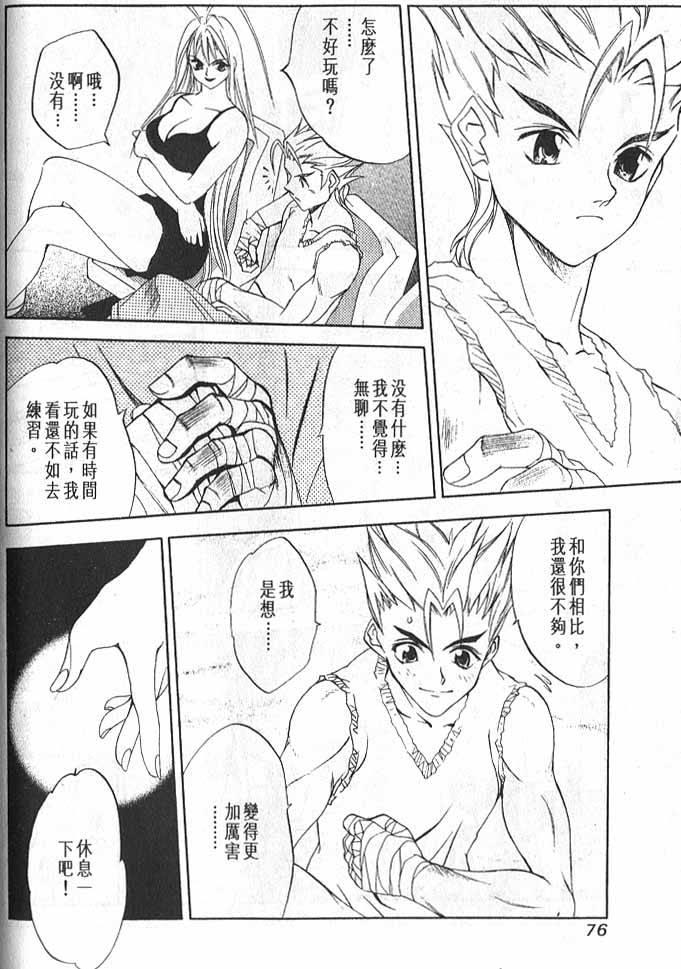 怎麼了
……
不好玩嗎？
哦…
啊……
没有…
没有什麼…
我不覺得…
無聊…
如果有時間
玩的話，我
看還不如去
練習。
和你們相比，
我還很不夠。
我
是想……
變得更
加厲害
……
休息一
下吧！
76